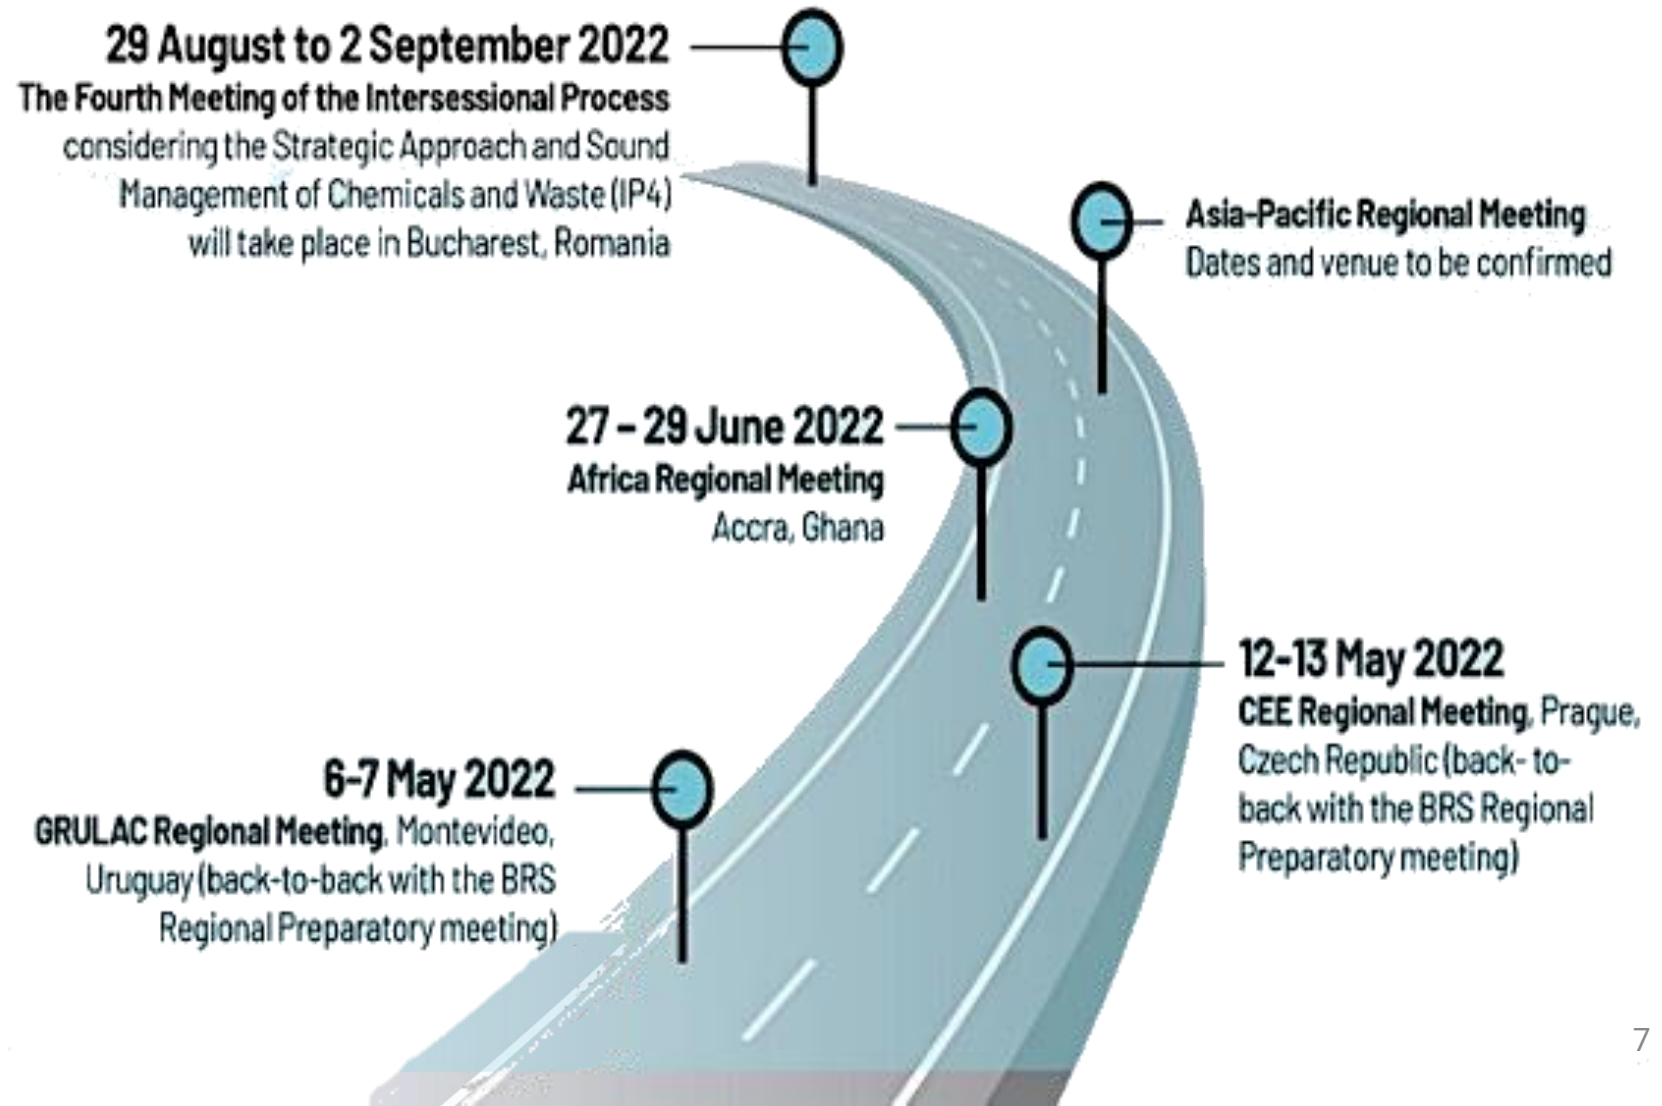 29 August to 2 September 2022
The Fourth Meeting of the Intersessional Process
considering the Strategic Approach and Sound
Management of Chemicals and Waste (IP4)
will take place in Bucharest, Romania
Asia-Pacific Regional Meeting
Dates and venue to be confirmed
27 – 29 June 2022
Africa Regional Meeting
Accra, Ghana
12-13 May 2022
CEE Regional Meeting, Prague,
Czech Republic (back- to-
back with the BRS Regional
Preparatory meeting)
6-7 May 2022
GRULAC Regional Meeting, Montevideo,
Uruguay (back-to-back with the BRS
Regional Preparatory meeting)
7